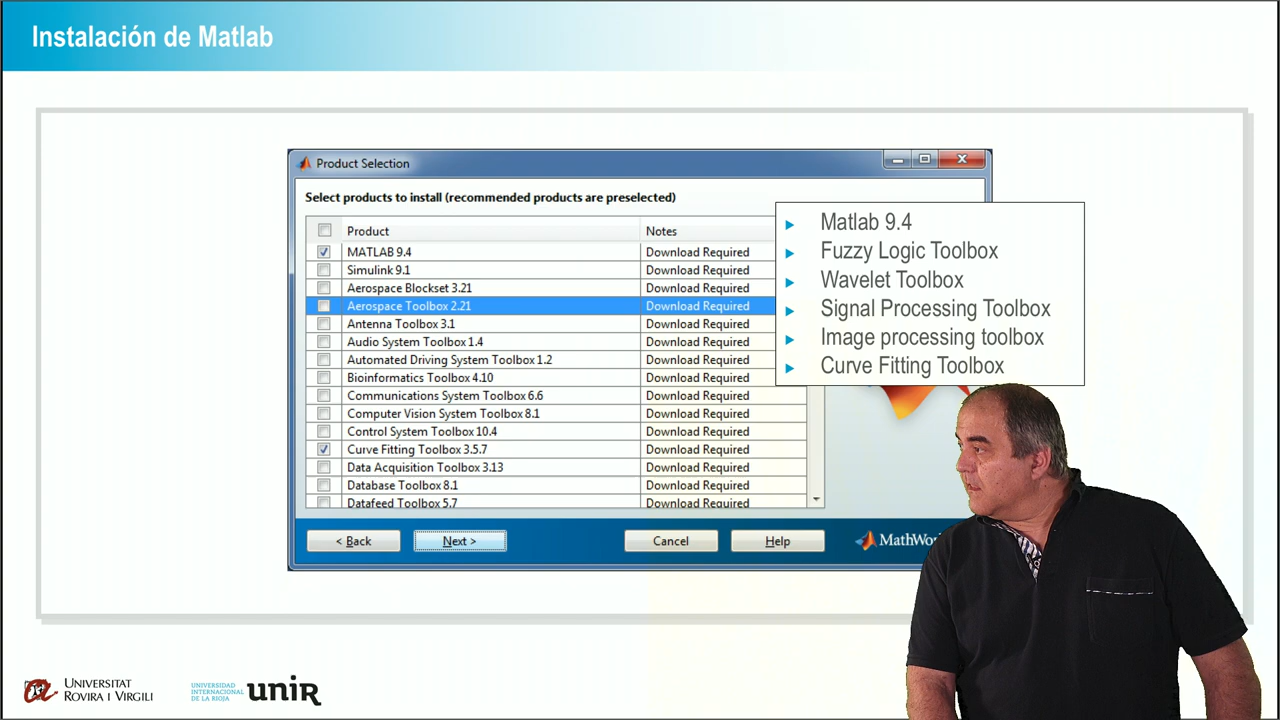 Instalación de Matlab
Product Selection
Select products to install (recommended products are preselected)
Product Notes
MATLAB 9.4 Download Required
Simulink 9.1 Download Required
Aerospace Blockset 3.21 Download Required
Aerospace Toolbox 2.21 Download Required
Antenna Toolbox 3.1 Download Required
Audio System Toolbox 1.4 Download Required
Automated Driving System Toolbox 1.2 Download Required
Bioinformatics Toolbox 4.10 Download Required
Communications System Toolbox 6.6 Download Required
Computer Vision System Toolbox 8.1 Download Required
Control System Toolbox 10.4 Download Required
Curve Fitting Toolbox 3.5.7 Download Required
Data Acquisition Toolbox 3.13 Download Required
Database Toolbox 8.1 Download Required
Datafeed Toolbox 5.7 Download Required
Matlab 9.4
Fuzzy Logic Toolbox
Wavelet Toolbox
Signal Processing Toolbox
Image processing toolbox
Curve Fitting Toolbox
< Back Next > Cancel Help
UNIVERSITAT
ROVIRA I VIRGILI
UNIVERSIDAD
INTERNACIONAL
DE LA RIOJA
unir